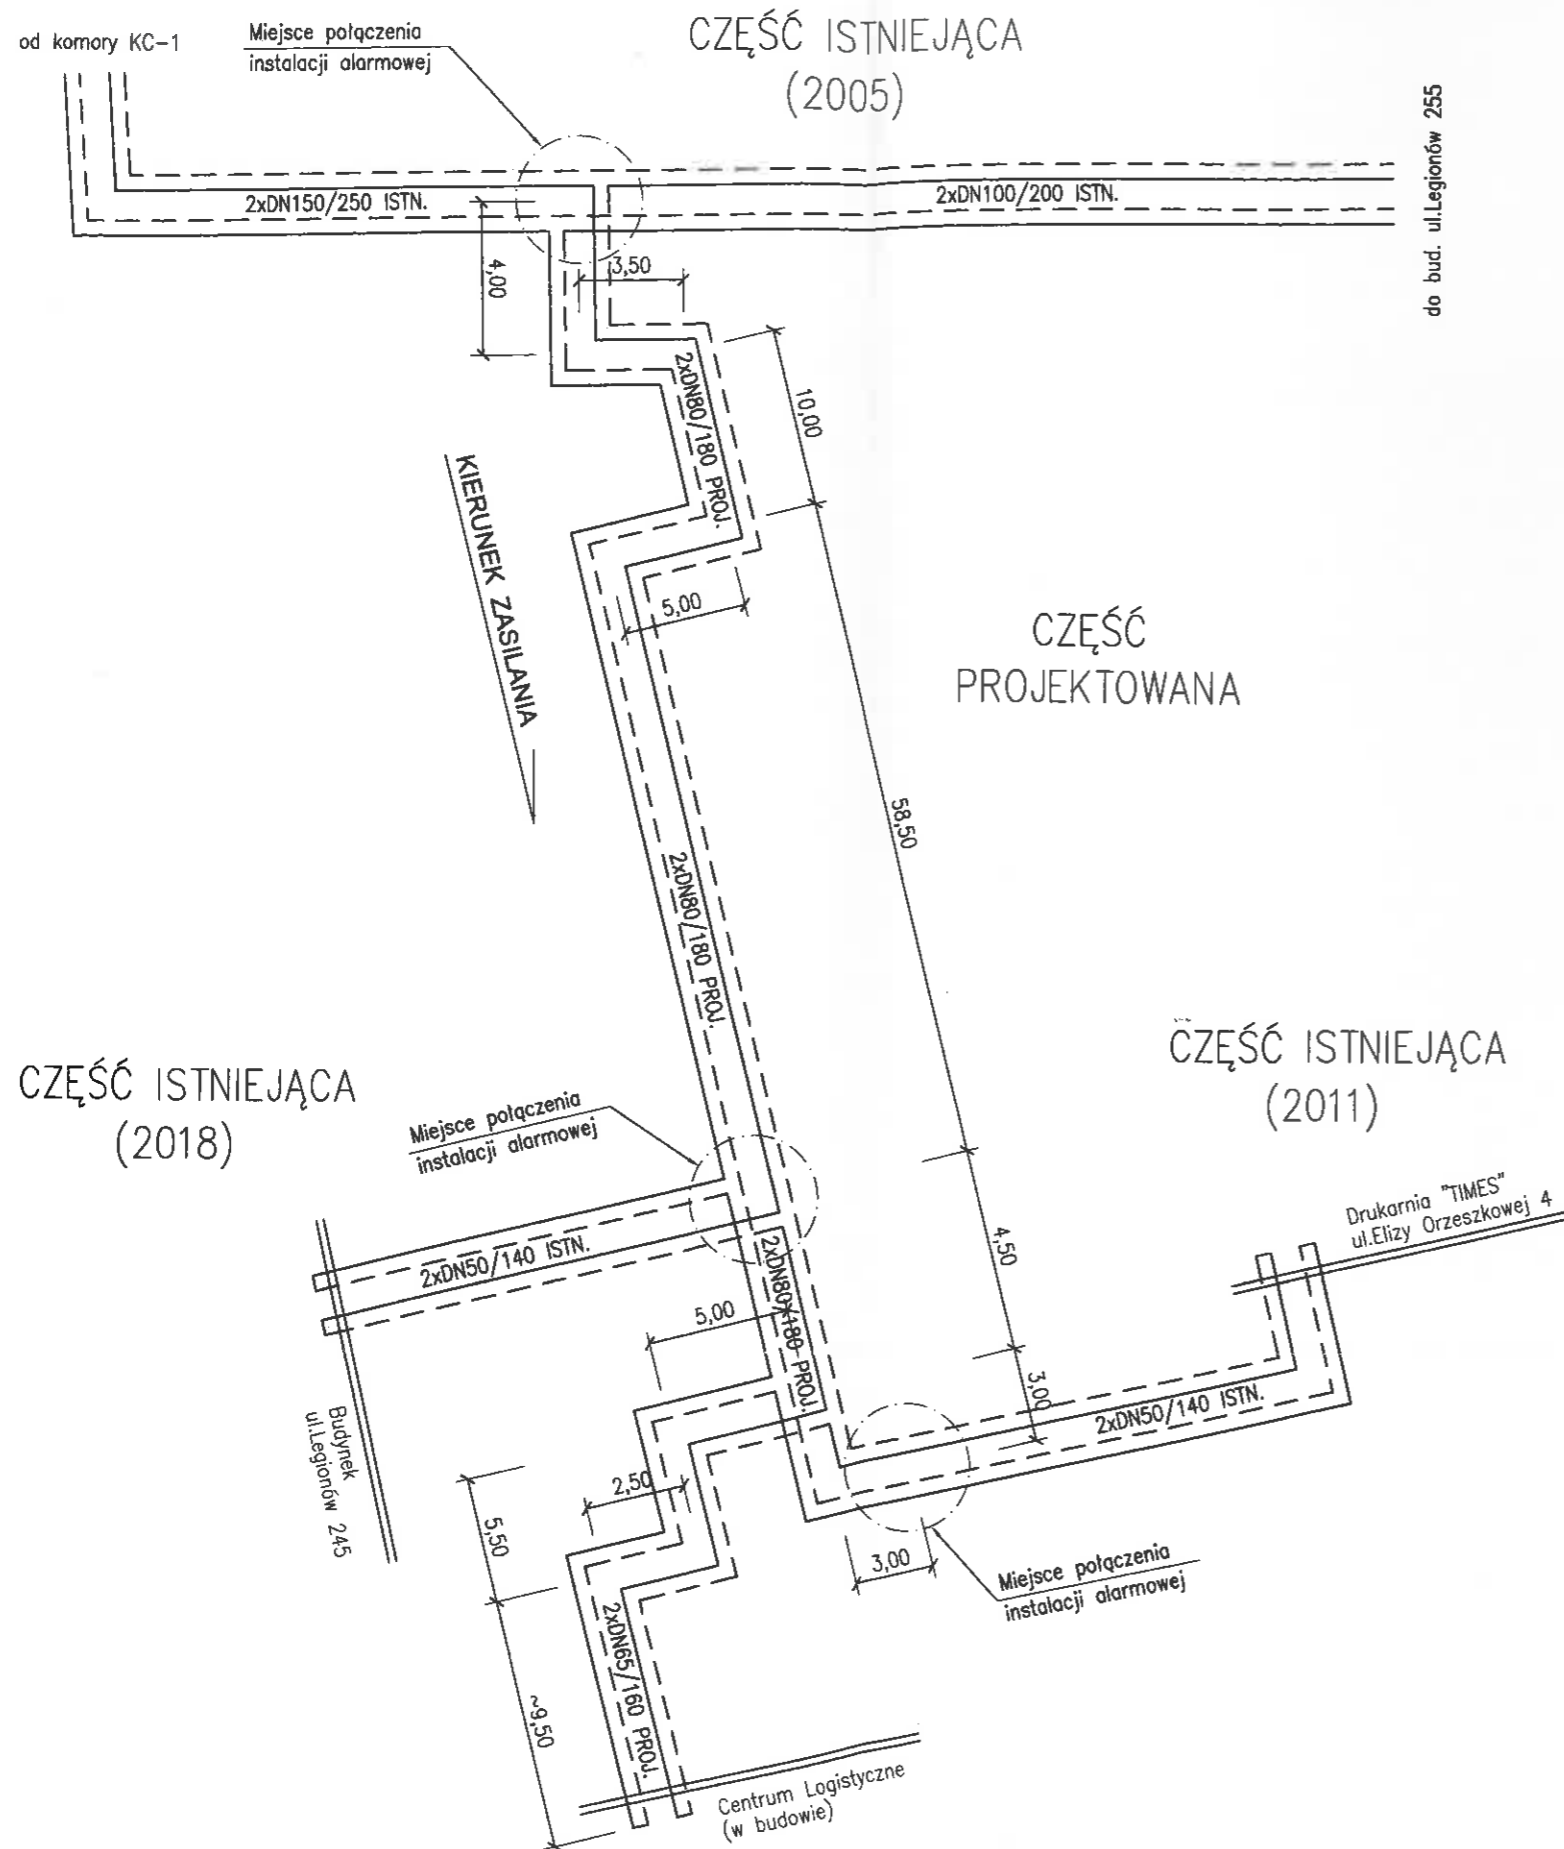 od komory KC-1
Miejsce połączenia
instalacji alarmowej
CZĘŚĆ ISTNIEJĄCA
(2005)
do bud. ul.Legionów 255
2xDN150/250 ISTN.
2xDN100/200 ISTN.
4,00
3,50
2xDN80/180 PROJ.
10,00
KIERUNEK ZASILANIA
5,00
CZĘŚĆ
PROJEKTOWANA
58,50
2xDN80/180 PROJ.
CZĘŚĆ ISTNIEJĄCA
(2018)
CZĘŚĆ ISTNIEJĄCA
(2011)
Miejsce połączenia
instalacji alarmowej
Drukarnia "TIMES"
ul.Elizy Orzeszkowej 4
2xDN50/140 ISTN.
2xDN80/180 PROJ.
4,50
5,00
3,00
2xDN50/140 ISTN.
Budynek
ul.Legionów 245
2,50
5,50
3,00
Miejsce połączenia
instalacji alarmowej
2xDN65/160 PROJ.
~9,50
Centrum Logistyczne
(w budowie)